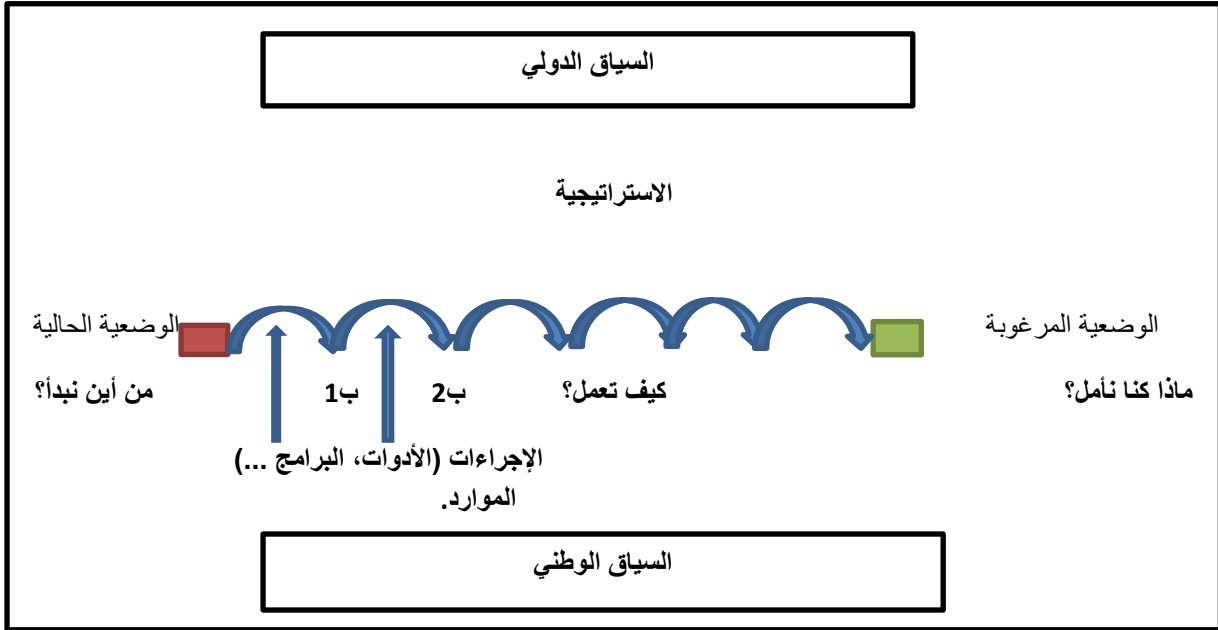 السياق الدولي
الاستراتيجية
الوضعية المرغوبة
الوضعية الحالية
ماذا كنا نأمل؟
كيف تعمل؟
ب2
ب1
من أين نبدأ؟
الإجراءات (الأدوات، البرامج ...)
الموارد.
السياق الوطني